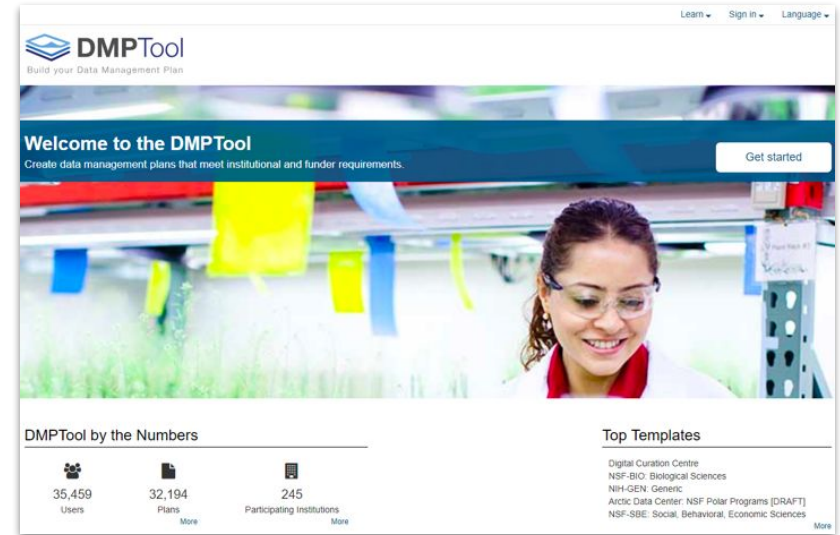 Learn Sign in Language
DMPTool
Build your Data Management Plan
Welcome to the DMPTool
Create data management plans that meet institutional and funder requirements.
Get started
DMPTool by the Numbers
35,459
Users
32,194
Plans
More
245
Participating Institutions
More
Top Templates
Digital Curation Centre
NSF-BIO: Biological Sciences
NIH-GEN: Generic
Arctic Data Center: NSF Polar Programs [DRAFT]
NSF-SBE: Social, Behavioral, Economic Sciences
More